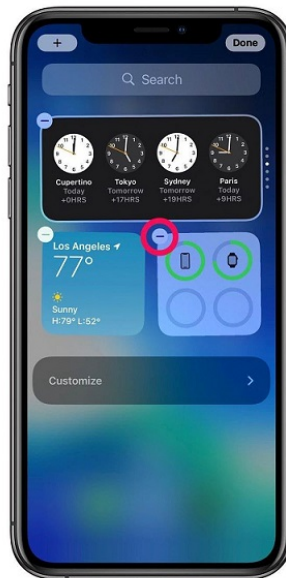 +
Done
Search
Cupertino
Today
+0HRS
Tokyo
Tomorrow
+17HRS
Sydney
Tomorrow
+19HRS
Paris
Today
+9HRS
Los Angeles
77°
Sunny
H:79° L:52°
Customize